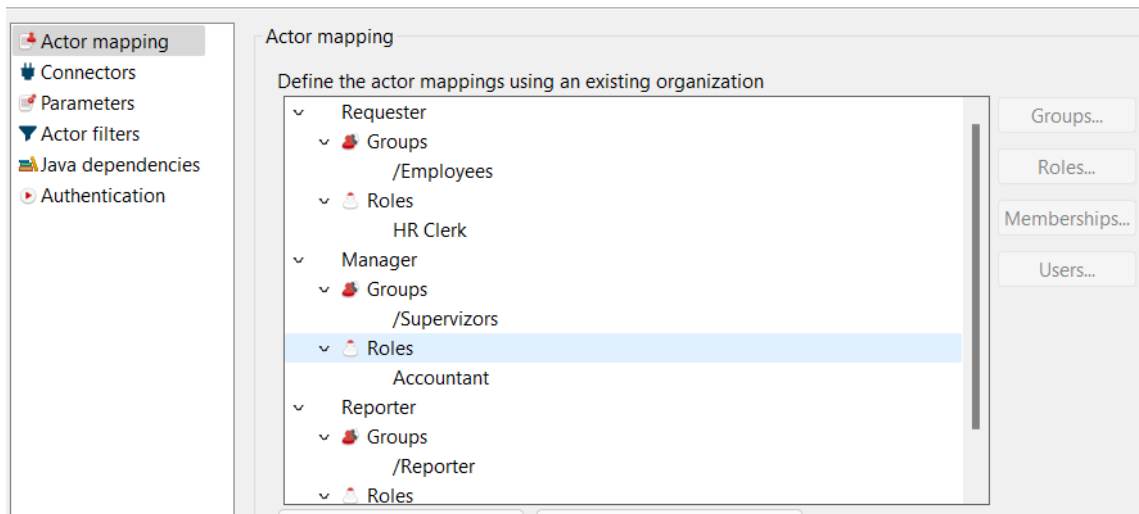 Actor mapping
Connectors
Parameters
Actor filters
Java dependencies
Authentication
Actor mapping
Define the actor mappings using an existing organization
Requester
Groups
/Employees
Roles
HR Clerk
Manager
Groups
/Supervizors
Roles
Accountant
Reporter
Groups
/Reporter
Roles
Groups...
Roles...
Memberships...
Users...